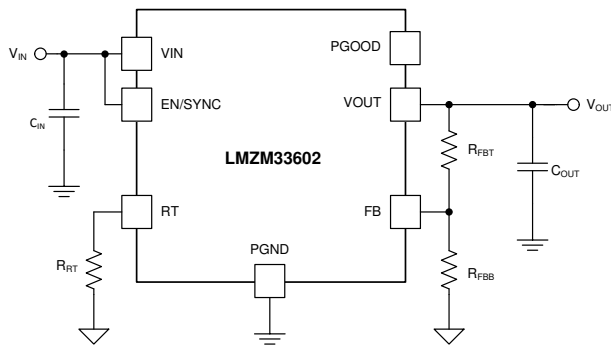 VIN
VIN
PGOOD
EN/SYNC
VOUT
VOUT
CIN
RFBT
COUT
LMZM33602
RT
FB
PGND
RRT
RFBB